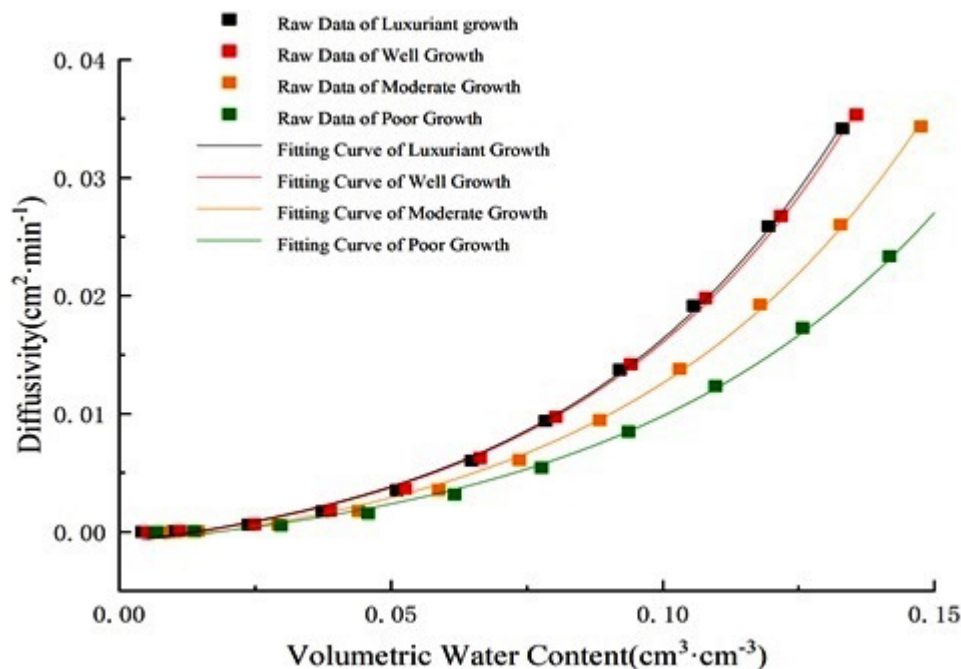 Raw Data of Luxuriant growth
Raw Data of Well Growth
Raw Data of Moderate Growth
Raw Data of Poor Growth
Fitting Curve of Luxuriant Growth
Fitting Curve of Well Growth
Fitting Curve of Moderate Growth
Fitting Curve of Poor Growth
0.04
0.03
0.02
0.01
0.00
Diffusivity(cm²·min⁻¹)
0.00 0.05 0.10 0.15
Volumetric Water Content(cm³·cm⁻³)